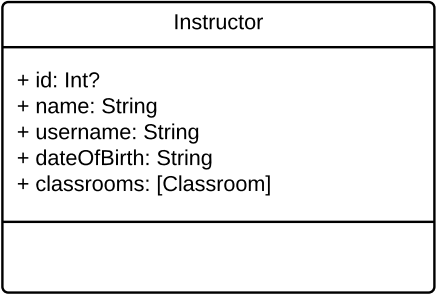 Instructor
+ id: Int?
+ name: String
+ username: String
+ dateOfBirth: String
+ classrooms: [Classroom]